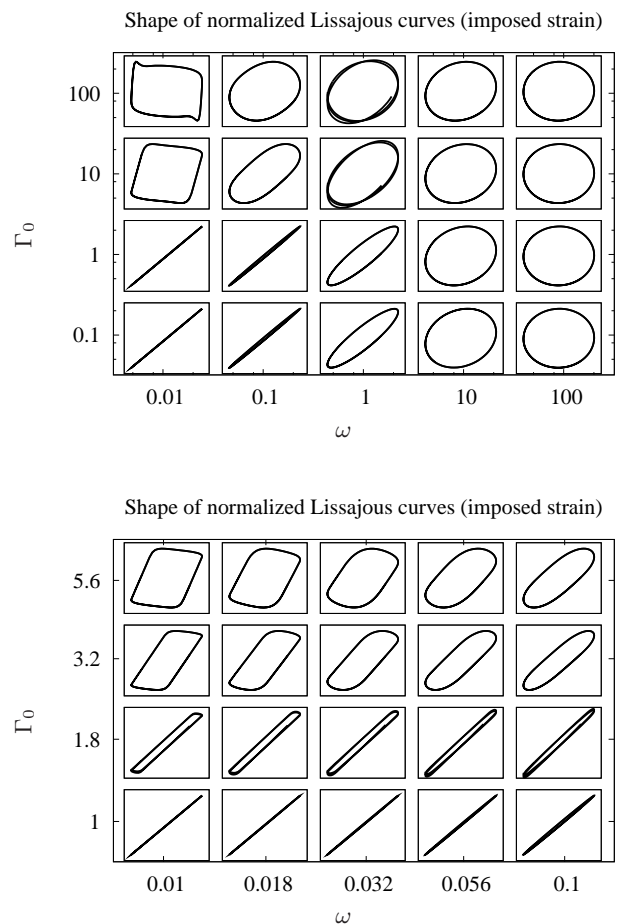 Shape of normalized Lissajous curves (imposed strain)
100
10
1
0.1
Γ0
0.01 0.1 1 10 100
ω
Shape of normalized Lissajous curves (imposed strain)
5.6
3.2
1.8
1
Γ0
0.01 0.018 0.032 0.056 0.1
ω